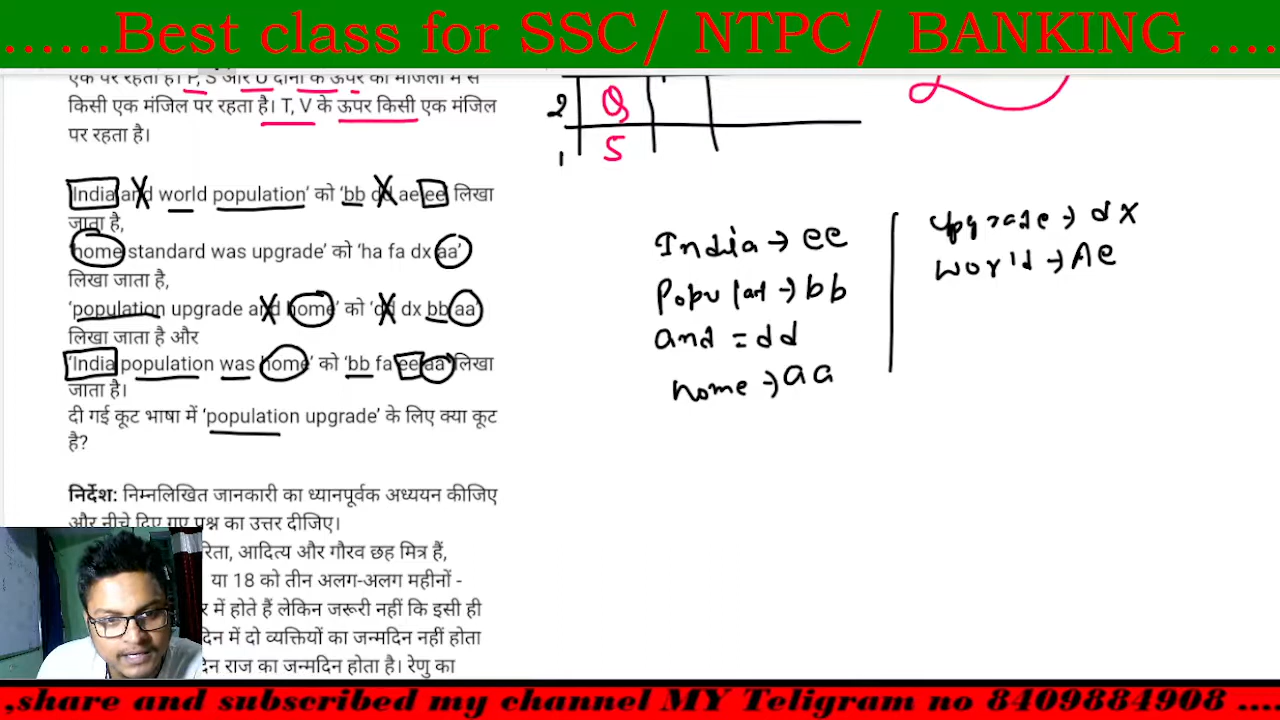 ......Best class for SSC/ NTPC/ BANKING ....
एक पर रहता है। P, S और U दोनों के ऊपर की मंजिलों में से
किसी एक मंजिल पर रहता है। T, V के ऊपर किसी एक मंजिल
पर रहता है।
2 Q
1 S
'India and world population' को 'bb dd ae ee' लिखा
जाता है,
'home standard was upgrade' को 'ha fa dx aa'
लिखा जाता है,
'population upgrade and home' को 'dd dx bb aa'
लिखा जाता है और
'India population was home' को 'bb fa ee aa' लिखा
जाता है।
दी गई कूट भाषा में 'population upgrade' के लिए क्या कूट
है?
India → ee
and = dd
home → aa
upgrade → dx
world → Ae
निर्देश: निम्नलिखित जानकारी का ध्यानपूर्वक अध्ययन कीजिए
और नीचे दिए गए प्रश्न का उत्तर दीजिए।
आदित्य और गौरव छह मित्र हैं,
या 18 को तीन अलग-अलग महीनों -
में होते हैं लेकिन जरूरी नहीं कि इसी ही
में दो व्यक्तियों का जन्मदिन नहीं होता
राज का जन्मदिन होता है। रेणु का
,share and subscribed my channel MY Teligram no 8409884908 ....